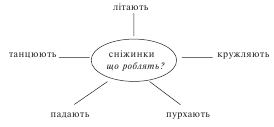 літають
танцюють
сніжинки
що роблять?
кружляють
падають
пурхають